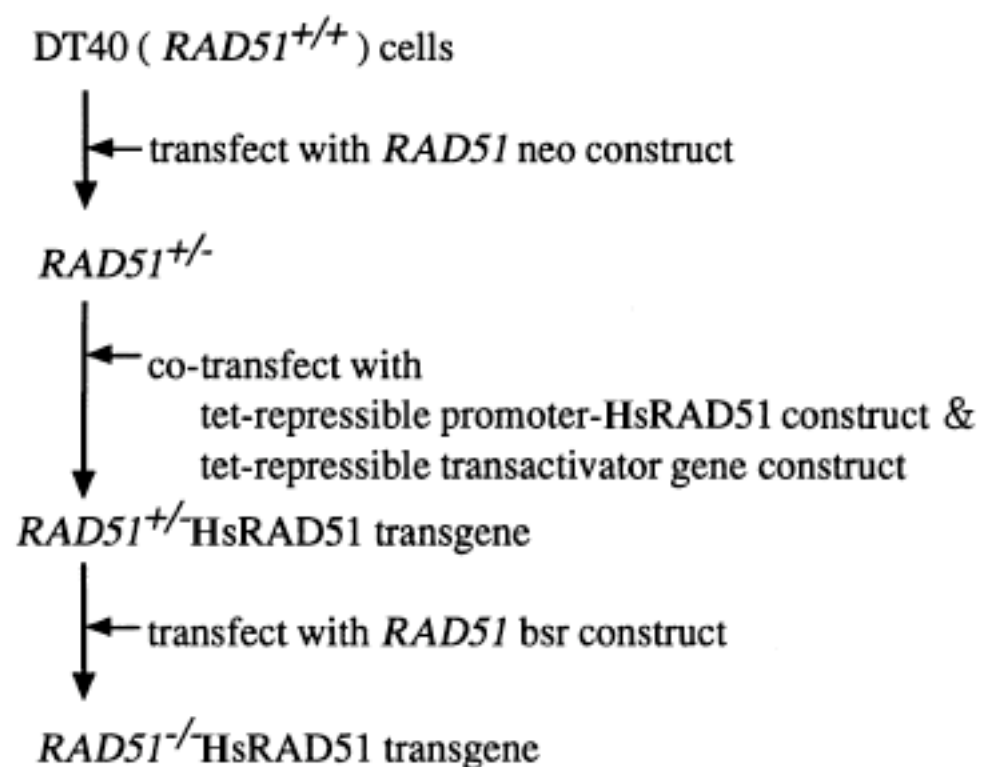 DT40 ( RAD51+/+ ) cells
transfect with RAD51 neo construct
RAD51+/-
co-transfect with
tet-repressible promoter-HsRAD51 construct &
tet-repressible transactivator gene construct
RAD51+/-HsRAD51 transgene
transfect with RAD51 bsr construct
RAD51-/-HsRAD51 transgene